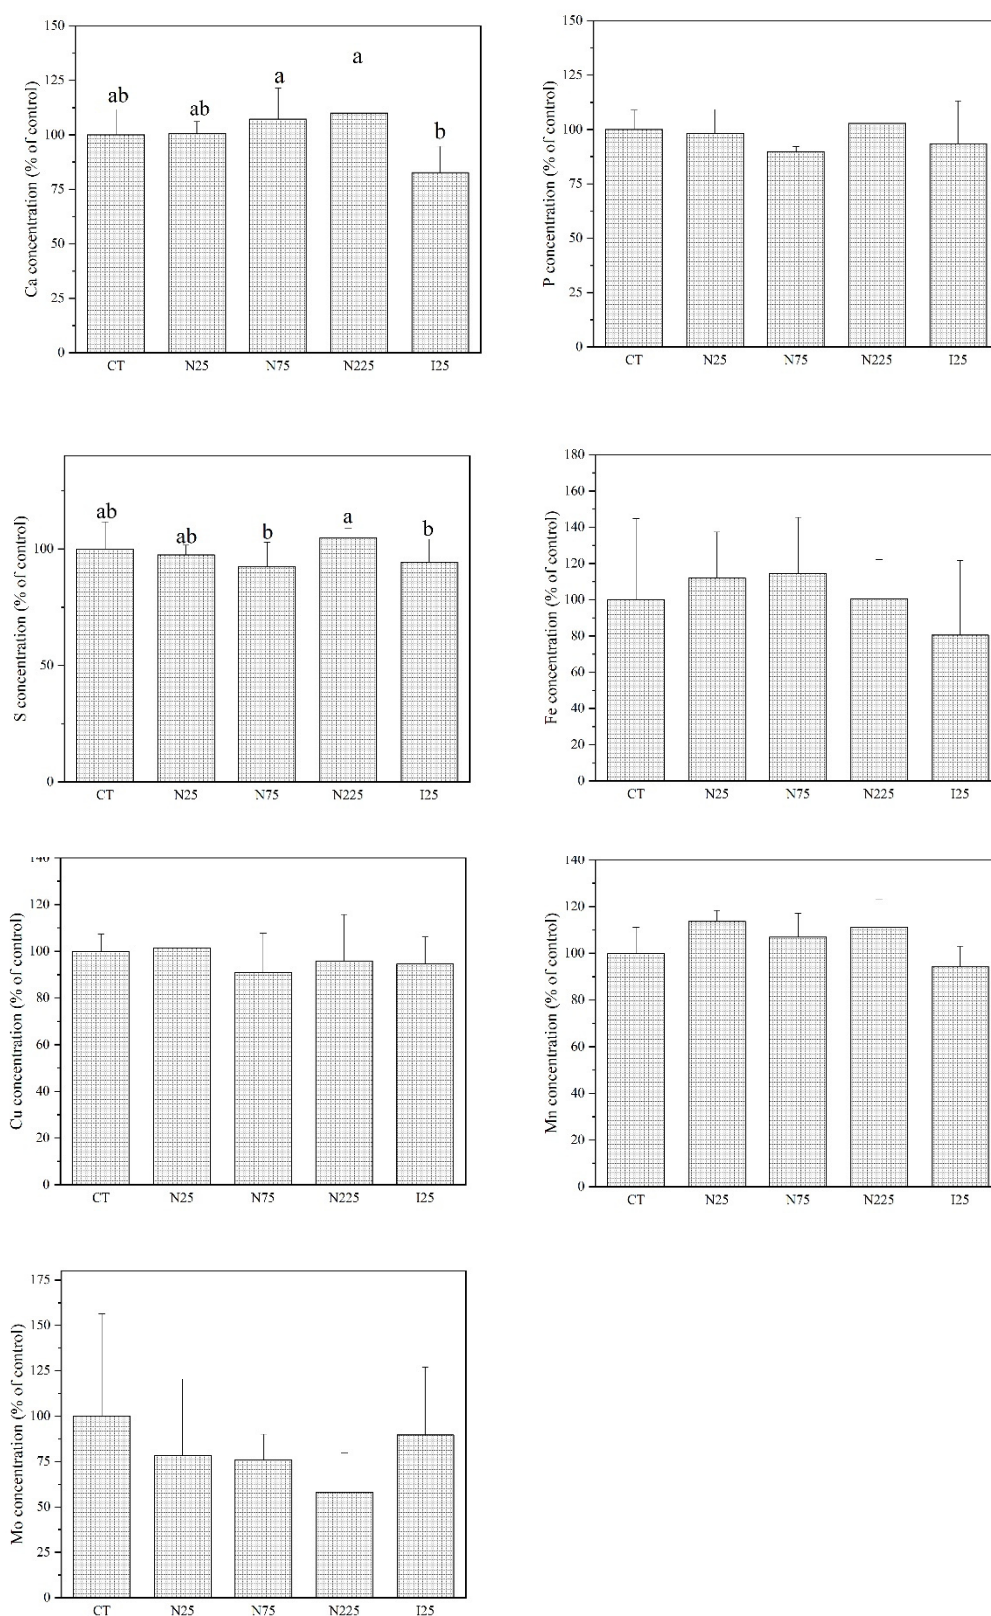 150
125
100
75
50
25
0
Ca concentration (% of control)
ab
ab
a
a
b
CT N25 N75 N225 I25
150
125
100
75
50
25
0
P concentration (% of control)
CT N25 N75 N225 I25
100
50
0
S concentration (% of control)
ab
ab
b
a
b
CT N25 N75 N225 I25
180
160
140
120
100
80
60
40
20
0
Fe concentration (% of control)
CT N25 N75 N225 I25
140
120
100
80
60
40
20
0
Cu concentration (% of control)
CT N25 N75 N225 I25
140
120
100
80
60
40
20
0
Mn concentration (% of control)
CT N25 N75 N225 I25
175
150
125
100
75
50
25
0
Mo concentration (% of control)
CT N25 N75 N225 I25